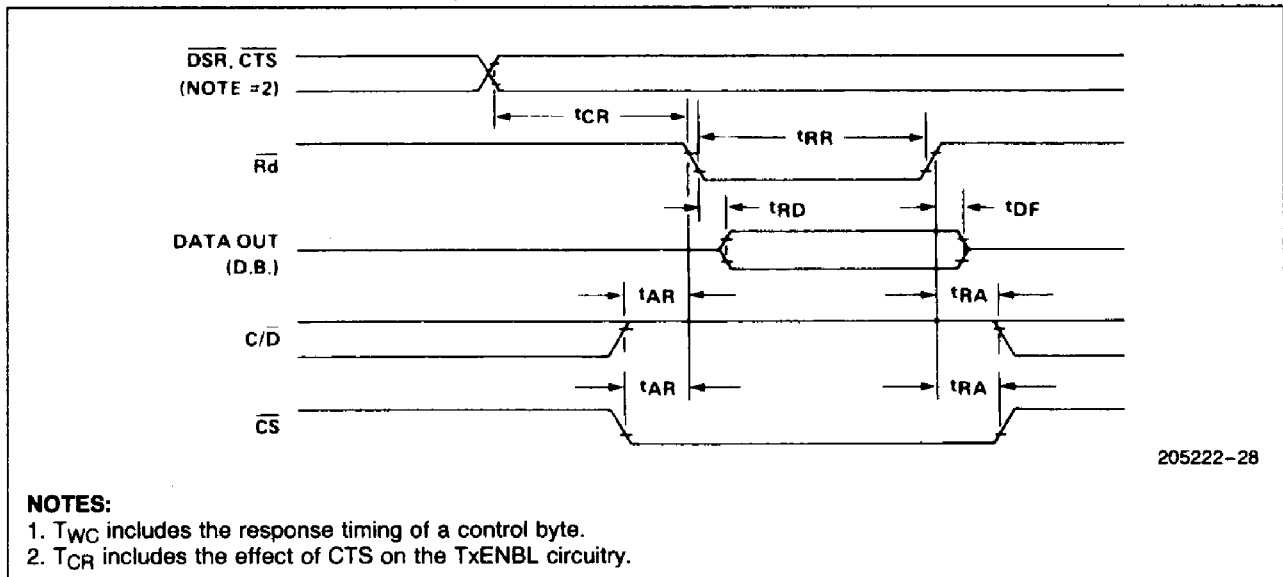 DSR, CTS
(NOTE #2)
tCR
tRR
Rd
tRD
tDF
DATA OUT
(D.B.)
tAR
tRA
C/D
tAR
tRA
CS
205222–28
NOTES:
1. TWC includes the response timing of a control byte.
2. TCR includes the effect of CTS on the TxENBL circuitry.